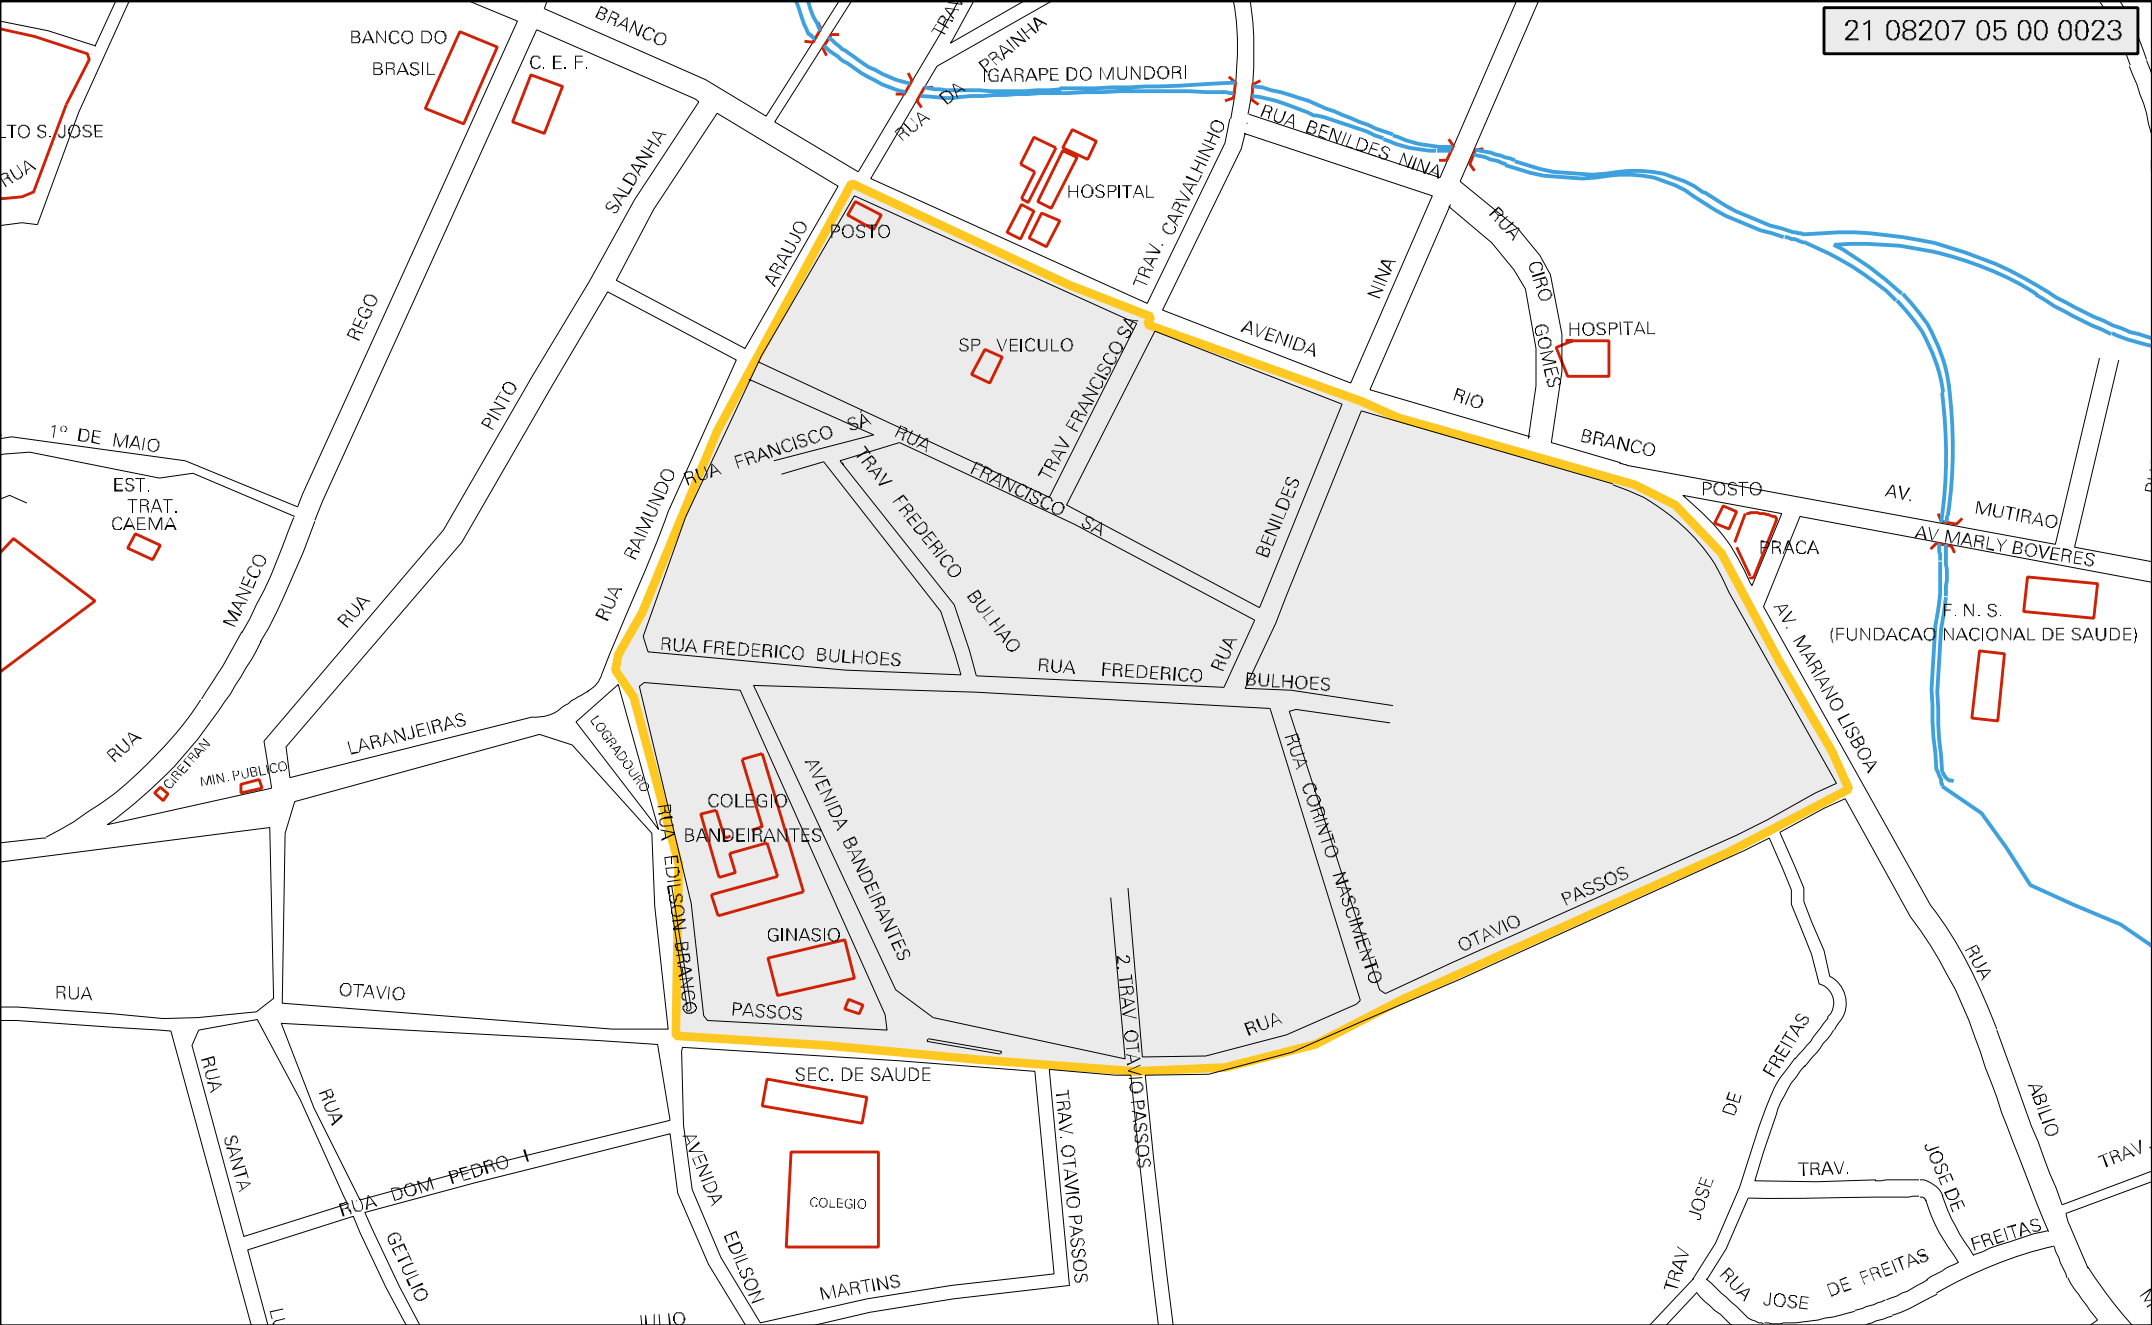 21 08207 05 00 0023
BRANCO
BANCO DO
BRASIL
C. E. F.
PRAINHA
DA
RUA
IGARAPE DO MUNDORI
RUA BENILDES NINA
LTO S. JOSE
RUA
SALDANHA
HOSPITAL
TRAV. CARVALHINHO
POSTO
ARAUJO
NINA
RUA
CIRO
GOMES
HOSPITAL
REGO
SP. VEICULO
AVENIDA
RIO
BRANCO
PINTO
TRAV FRANCISCO SA
1º DE MAIO
EST.
TRAT.
CAEMA
RUA FRANCISCO SA
RUA FRANCISCO SA
TRAV FREDERICO BULHAO
RAIMUNDO
RUA
BENILDES
RUA
POSTO
PRACA
AV.
MUTIRAO
AV MARLY BOVERES
F. N. S.
(FUNDACAO NACIONAL DE SAUDE)
MANECO
RUA
RUA
RUA FREDERICO BULHOES
RUA FREDERICO BULHOES
AV. MARIANO LISBOA
LARANJEIRAS
LOGRADOURO
CIRETRAN
MIN. PUBLICO
COLEGIO
BANDEIRANTES
AVENIDA BANDEIRANTES
RUA CORINTO NASCIMENTO
RUA EDILSON BRANCO
GINASIO
PASSOS
2. TRAV OTAVIO PASSOS
RUA
OTAVIO
PASSOS
RUA
OTAVIO
RUA
ABILIO
SEC. DE SAUDE
COLEGIO
TRAV. OTAVIO PASSOS
RUA
SANTA
RUA
GETULIO
RUA DOM PEDRO I
AVENIDA
EDILSON
MARTINS
JULIO
TRAV
JOSE
DE
FREITAS
TRAV.
JOSE DE
FREITAS
RUA
JOSE
DE FREITAS
TRAV.